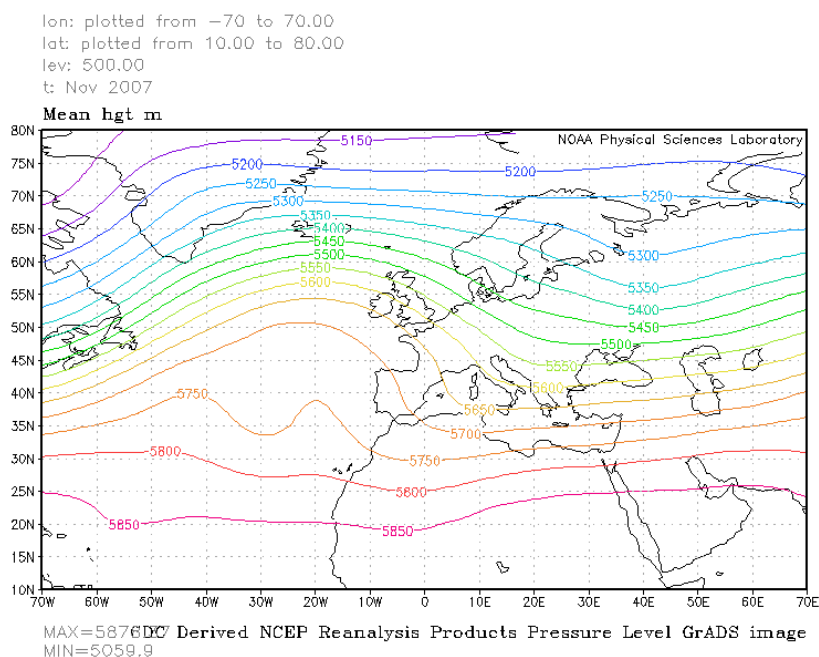 lon: plotted from -70 to 70.00
lat: plotted from 10.00 to 80.00
lev: 500.00
t: Nov 2007
Mean hgt m
NOAA Physical Sciences Laboratory
80N
75N
70N
65N
60N
55N
50N
45N
40N
35N
30N
25N
20N
15N
10N
5150
5200
5200
5250
5250
5300
5300
5350
5400
5450
5500
5550
5600
5350
5400
5450
5500
5550
5600
5650
5700
5750
5750
5800
5800
5850
5850
70W 60W 50W 40W 30W 20W 10W 0 10E 20E 30E 40E 50E 60E 70E
Derived NCEP Reanalysis Products Pressure Level GrADS image
MIN=5059.9